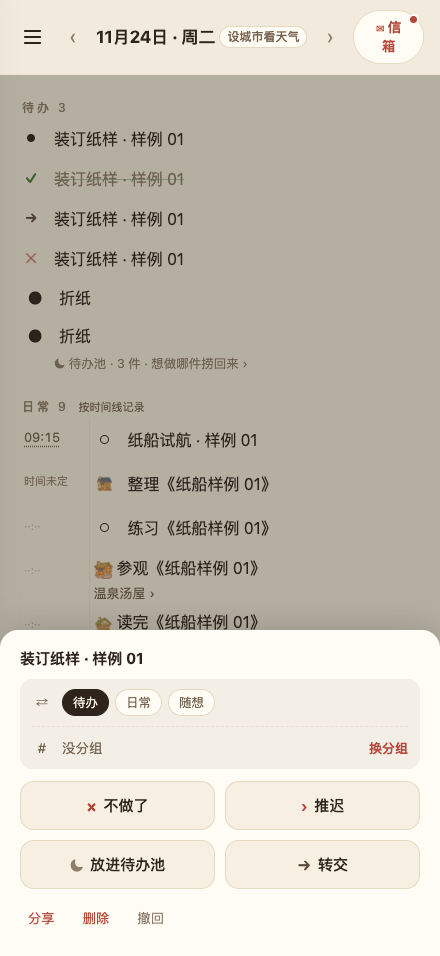 11月24日 · 周二 设城市看天气
信箱
待办 3
装订纸样 · 样例 01
装订纸样 · 样例 01
装订纸样 · 样例 01
装订纸样 · 样例 01
折纸
折纸
待办池 · 3 件 · 想做哪件捞回来 ›
日常 9 按时间线记录
09:15 纸船试航 · 样例 01
时间未定 整理《纸船样例 01》
--:-- 练习《纸船样例 01》
--:-- 参观《纸船样例 01》
温泉汤屋 ›
--:-- 读完《纸船样例 01》
装订纸样 · 样例 01
待办 日常 随想
# 没分组 换分组
× 不做了 › 推迟
放进待办池 → 转交
分享 删除 撤回